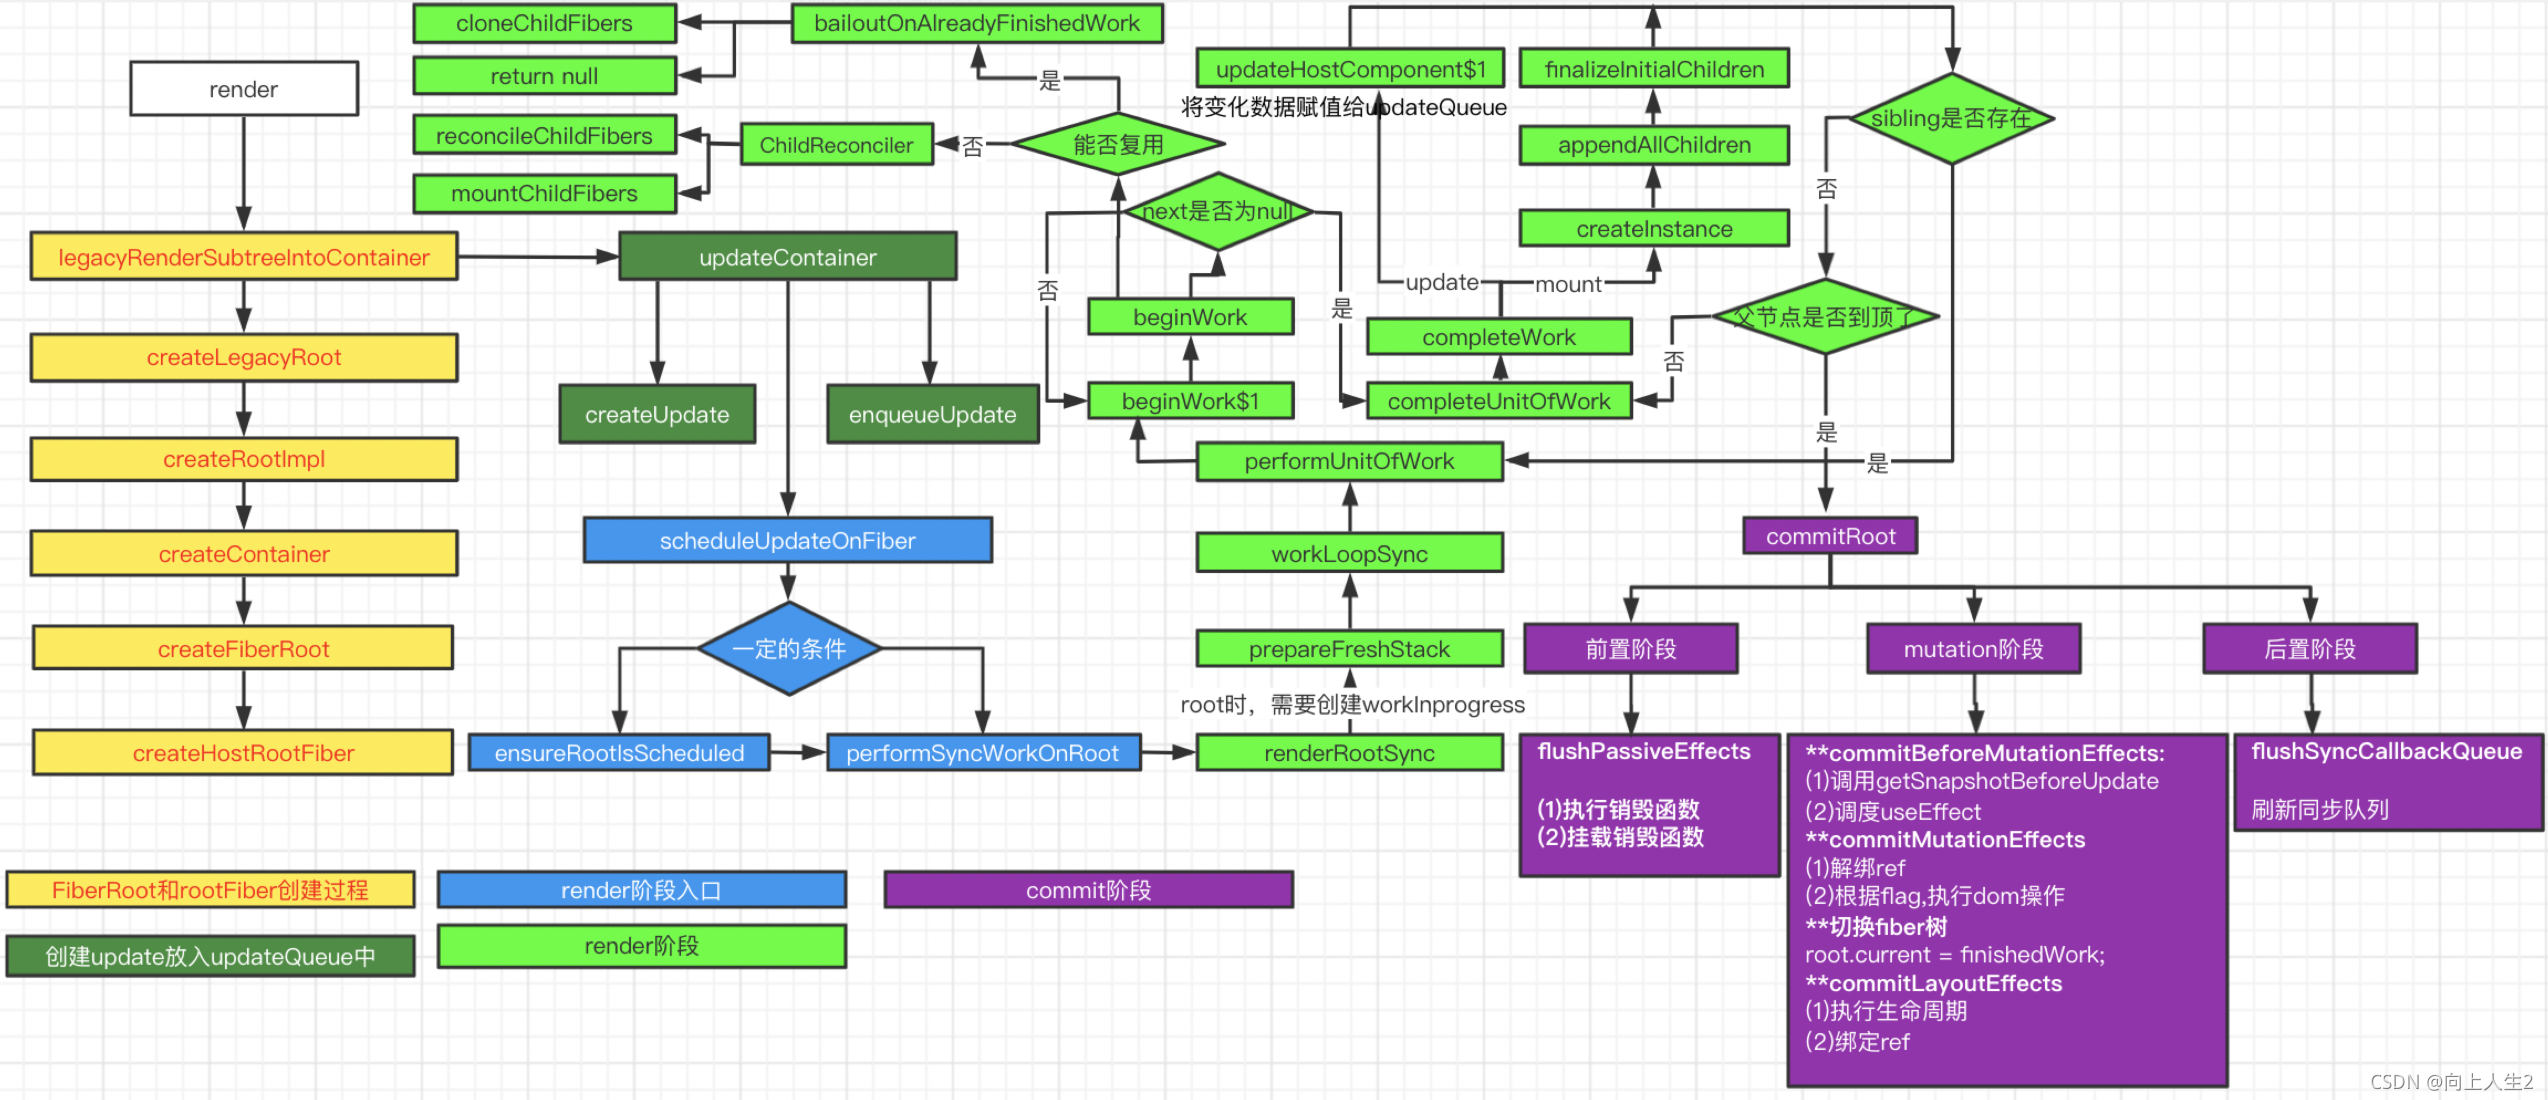 render
legacyRenderSubtreeIntoContainer
createLegacyRoot
createRootImpl
createContainer
createFiberRoot
createHostRootFiber
cloneChildFibers
return null
reconcileChildFibers
mountChildFibers
bailoutOnAlreadyFinishedWork
是
ChildReconciler
否
能否复用
next是否为null
否
是
beginWork
beginWork$1
updateContainer
createUpdate
enqueueUpdate
scheduleUpdateOnFiber
一定的条件
ensureRootIsScheduled
performSyncWorkOnRoot
renderRootSync
root时，需要创建workInprogress
prepareFreshStack
workLoopSync
performUnitOfWork
completeUnitOfWork
completeWork
update
mount
updateHostComponent$1
将变化数据赋值给updateQueue
createInstance
appendAllChildren
finalizeInitialChildren
sibling是否存在
否
是
父节点是否到顶了
否
是
commitRoot
前置阶段
mutation阶段
后置阶段
flushPassiveEffects
(1)执行销毁函数
(2)挂载销毁函数
**commitBeforeMutationEffects:
(1)调用getSnapshotBeforeUpdate
(2)调度useEffect
**commitMutationEffects
(1)解绑ref
(2)根据flag,执行dom操作
**切换fiber树
root.current = finishedWork;
**commitLayoutEffects
(1)执行生命周期
(2)绑定ref
flushSyncCallbackQueue
刷新同步队列
FiberRoot和rootFiber创建过程
render阶段入口
commit阶段
创建update放入updateQueue中
render阶段
CSDN @向上人生2